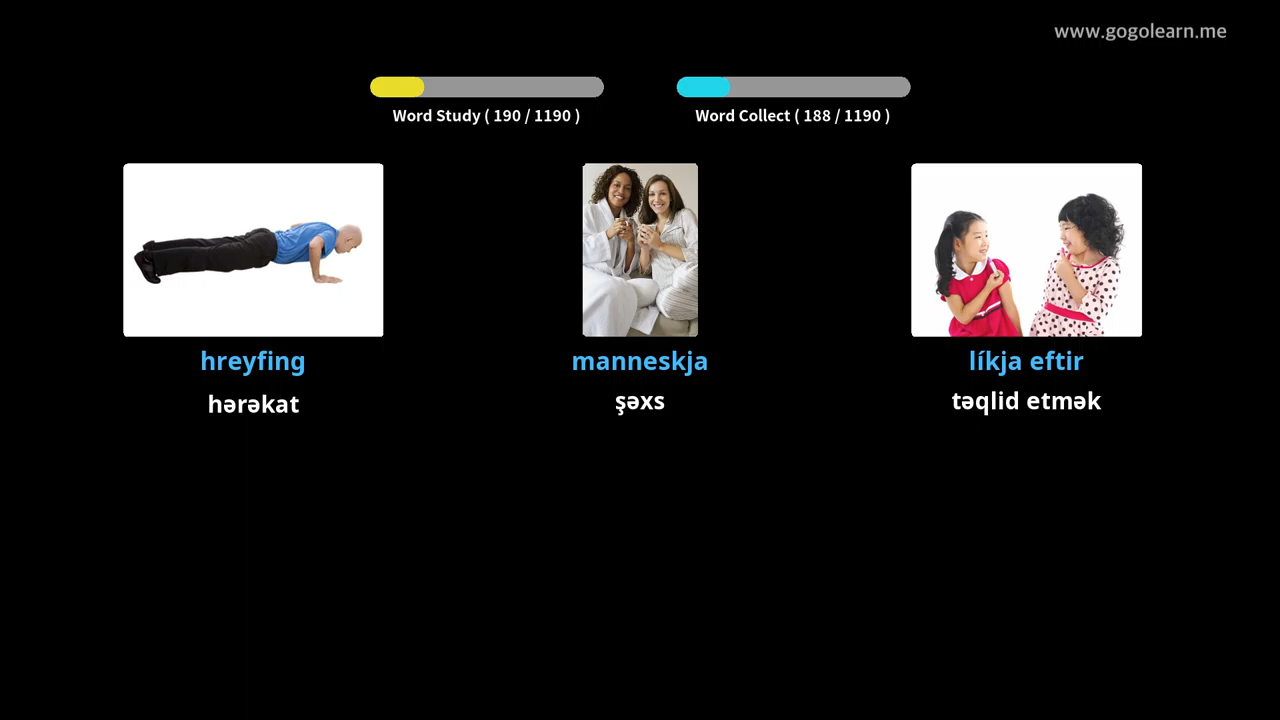 www.gogolearn.me
Word Study ( 190 / 1190 )
Word Collect ( 188 / 1190 )
hreyfing
manneskja
líkja eftir
hərəkat
şəxs
təqlid etmək